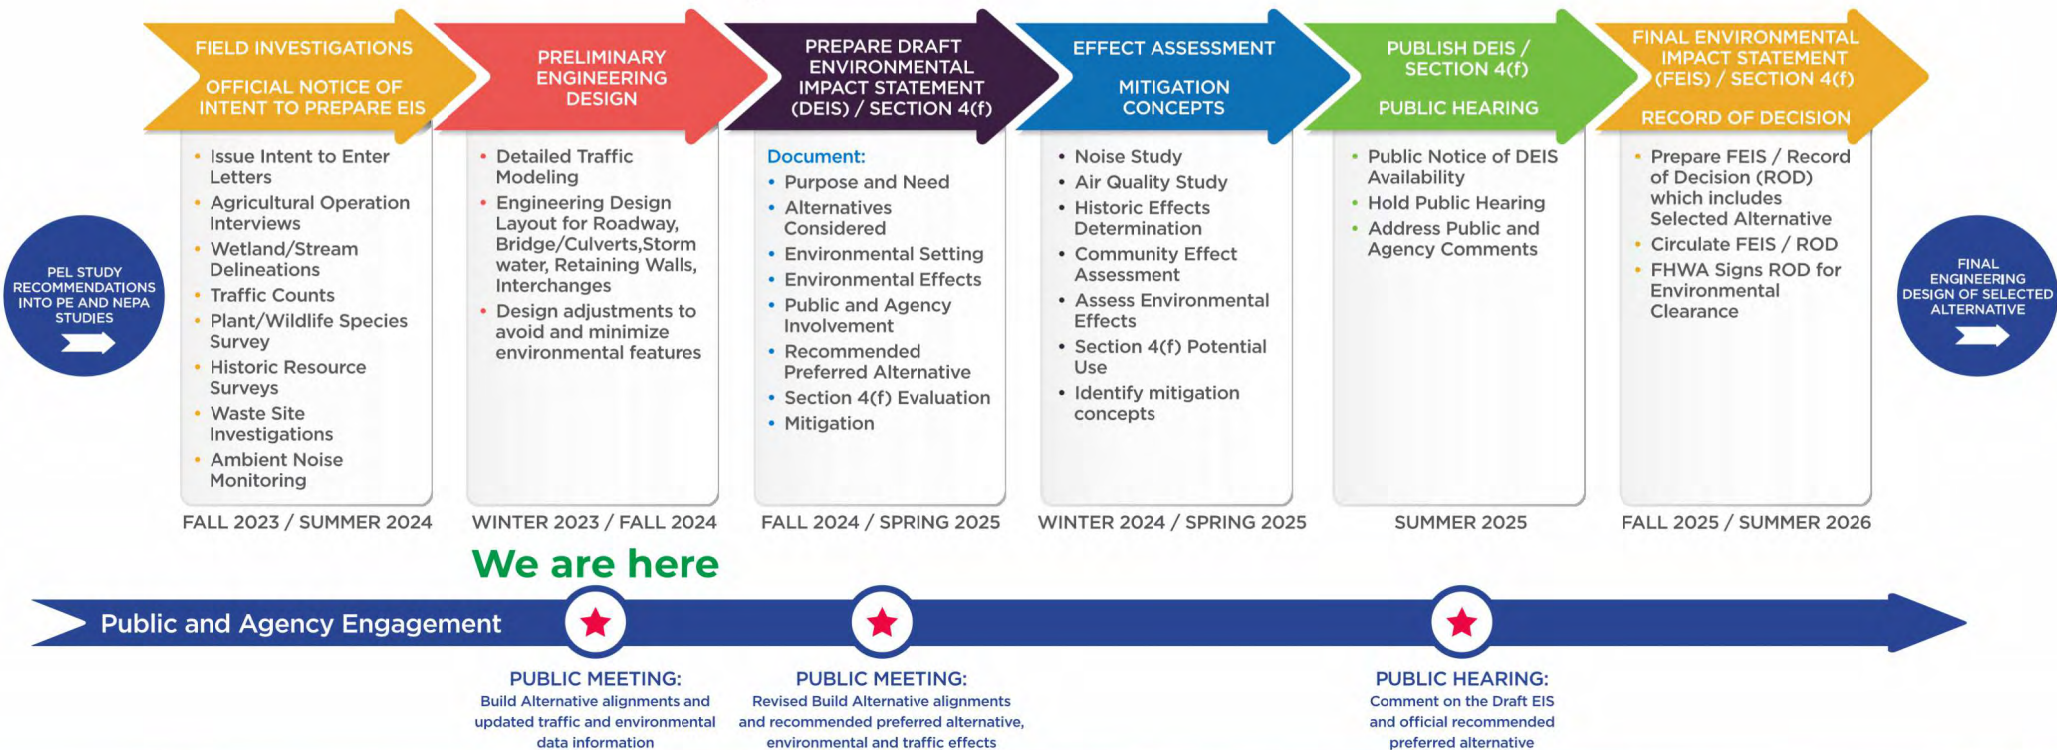 PEL STUDY
RECOMMENDATIONS
INTO PE AND NEPA
STUDIES
FIELD INVESTIGATIONS
OFFICIAL NOTICE OF
INTENT TO PREPARE EIS
• Issue Intent to Enter
Letters
• Agricultural Operation
Interviews
• Wetland/Stream
Delineations
• Traffic Counts
• Plant/Wildlife Species
Survey
• Historic Resource
Surveys
• Waste Site
Investigations
• Ambient Noise
Monitoring
FALL 2023 / SUMMER 2024
PRELIMINARY
ENGINEERING
DESIGN
• Detailed Traffic
Modeling
• Engineering Design
Layout for Roadway,
Bridge/Culverts,Storm
water, Retaining Walls,
Interchanges
• Design adjustments to
avoid and minimize
environmental features
WINTER 2023 / FALL 2024
PREPARE DRAFT
ENVIRONMENTAL
IMPACT STATEMENT
(DEIS) / SECTION 4(f)
Document:
• Purpose and Need
• Alternatives
Considered
• Environmental Setting
• Environmental Effects
• Public and Agency
Involvement
• Recommended
Preferred Alternative
• Section 4(f) Evaluation
• Mitigation
FALL 2024 / SPRING 2025
EFFECT ASSESSMENT
MITIGATION
CONCEPTS
• Noise Study
• Air Quality Study
• Historic Effects
Determination
• Community Effect
Assessment
• Assess Environmental
Effects
• Section 4(f) Potential
Use
• Identify mitigation
concepts
WINTER 2024 / SPRING 2025
PUBLISH DEIS /
SECTION 4(f)
PUBLIC HEARING
• Public Notice of DEIS
Availability
• Hold Public Hearing
• Address Public and
Agency Comments
SUMMER 2025
FINAL ENVIRONMENTAL
IMPACT STATEMENT
(FEIS) / SECTION 4(f)
RECORD OF DECISION
• Prepare FEIS / Record
of Decision (ROD)
which includes
Selected Alternative
• Circulate FEIS / ROD
• FHWA Signs ROD for
Environmental
Clearance
FALL 2025 / SUMMER 2026
FINAL
ENGINEERING
DESIGN OF SELECTED
ALTERNATIVE
We are here
Public and Agency Engagement
PUBLIC MEETING:
Build Alternative alignments and
updated traffic and environmental
data information
PUBLIC MEETING:
Revised Build Alternative alignments
and recommended preferred alternative,
environmental and traffic effects
PUBLIC HEARING:
Comment on the Draft EIS
and official recommended
preferred alternative